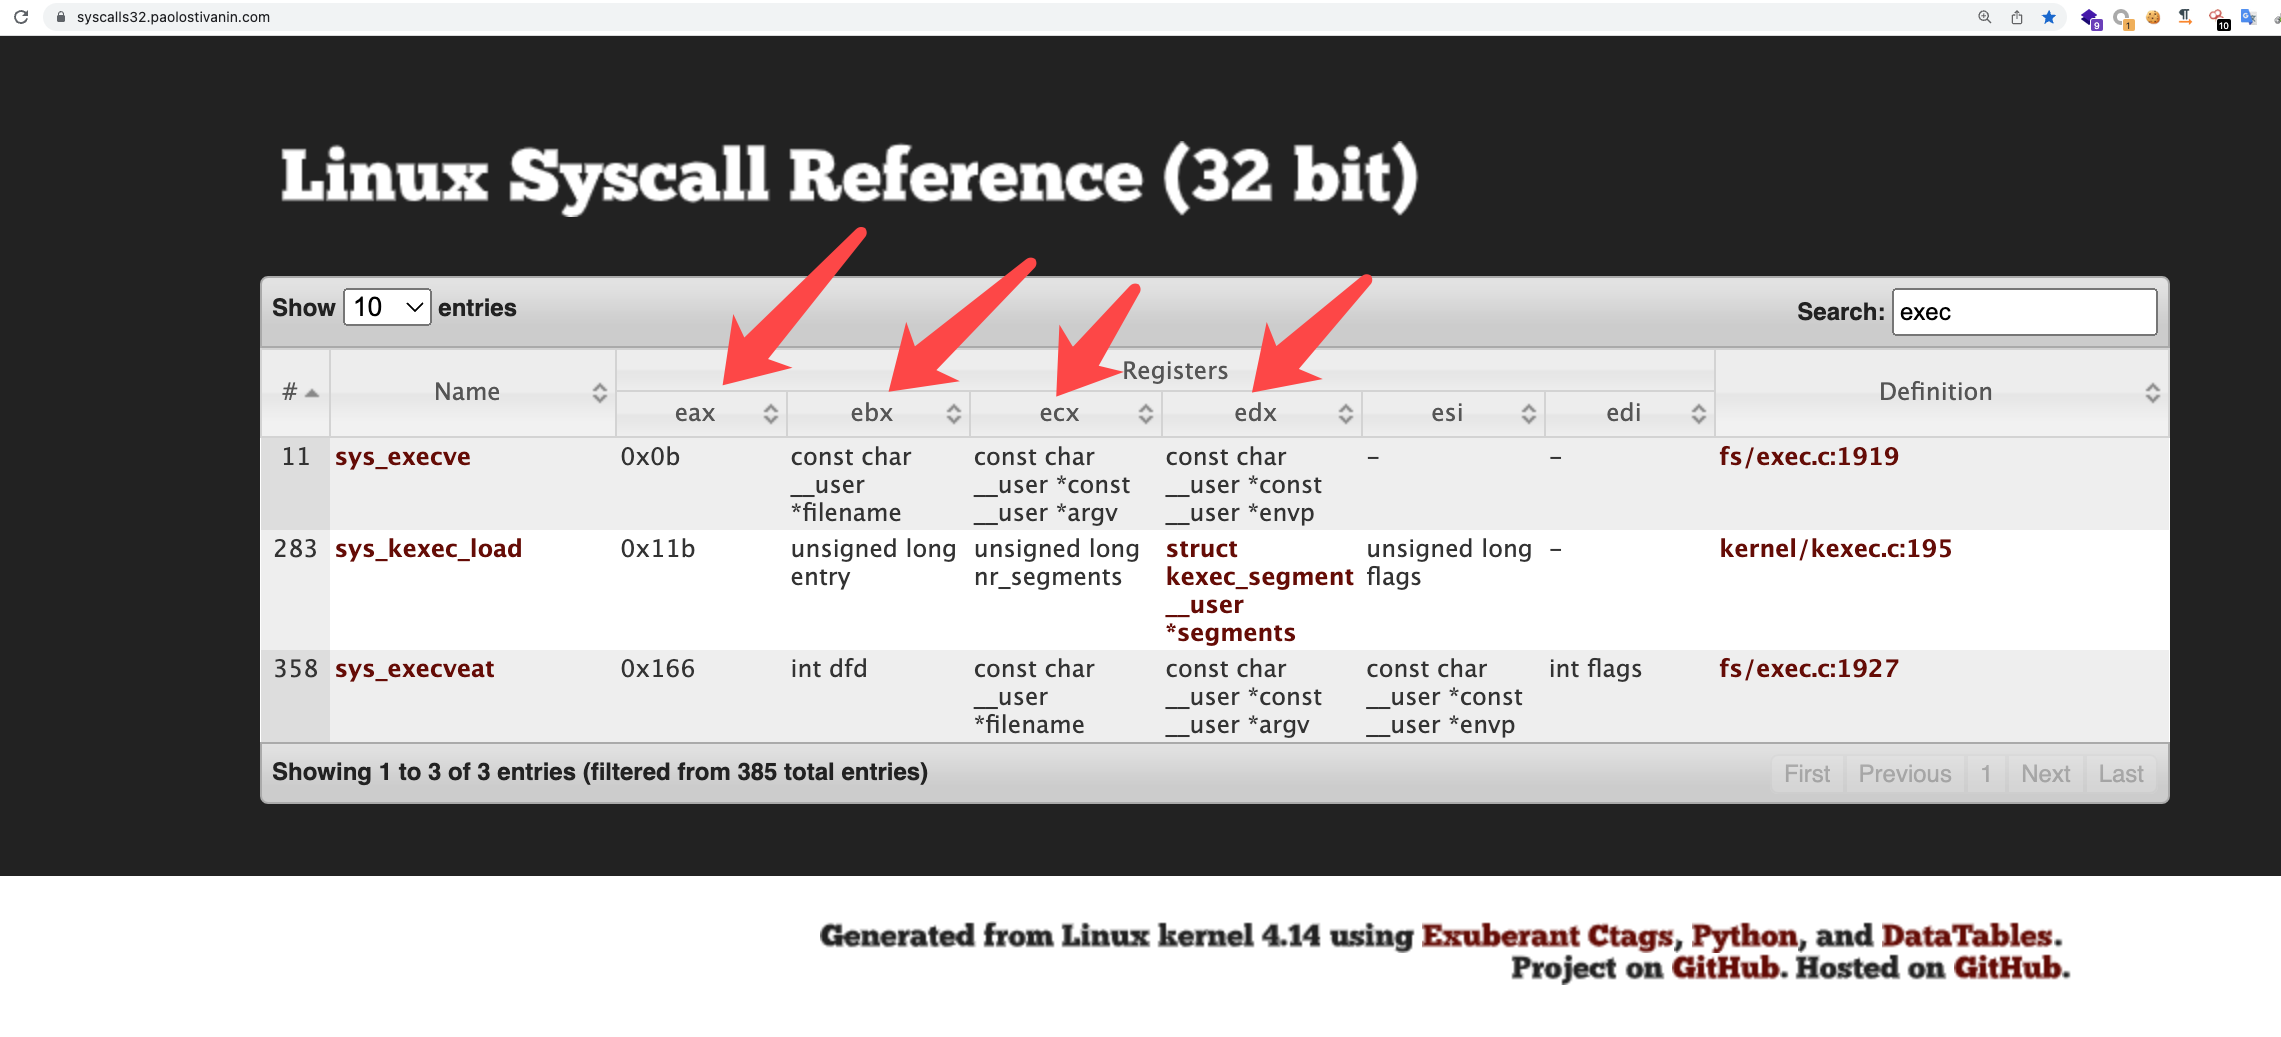 syscalls32.paolostivanin.com
9 1 10
Linux Syscall Reference (32 bit)
Show 10 entries Search: exec
# Name Registers Definition
eax ebx ecx edx esi edi
11 sys_execve 0x0b const char const char const char - - fs/exec.c:1919
__user __user *const __user *const
*filename __user *argv __user *envp
283 sys_kexec_load 0x11b unsigned long unsigned long struct unsigned long - kernel/kexec.c:195
entry nr_segments kexec_segment flags
__user
*segments
358 sys_execveat 0x166 int dfd const char const char const char int flags fs/exec.c:1927
__user __user *const __user *const
*filename __user *argv __user *envp
Showing 1 to 3 of 3 entries (filtered from 385 total entries) First Previous 1 Next Last
Generated from Linux kernel 4.14 using Exuberant Ctags, Python, and DataTables.
Project on GitHub. Hosted on GitHub.